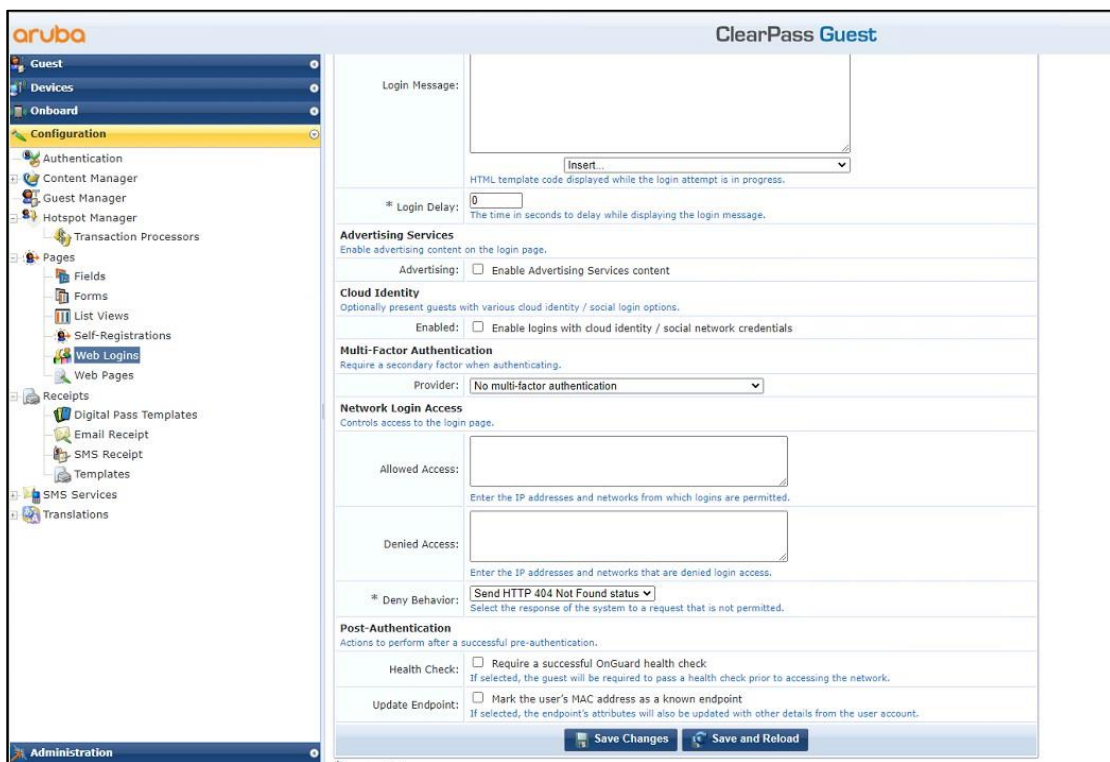 aruba
ClearPass Guest
Guest
Devices
Onboard
Configuration
Authentication
Content Manager
Guest Manager
Hotspot Manager
Transaction Processors
Pages
Fields
Forms
List Views
Self-Registrations
Web Logins
Web Pages
Receipts
Digital Pass Templates
Email Receipt
SMS Receipt
Templates
SMS Services
Translations
Administration
Login Message:
Insert...
HTML template code displayed while the login attempt is in progress.
* Login Delay: 0
The time in seconds to delay while displaying the login message.
Advertising Services
Enable advertising content on the login page.
Advertising: Enable Advertising Services content
Cloud Identity
Optionally present guests with various cloud identity / social login options.
Enabled: Enable logins with cloud identity / social network credentials
Multi-Factor Authentication
Require a secondary factor when authenticating.
Provider: No multi-factor authentication
Network Login Access
Controls access to the login page.
Allowed Access:
Enter the IP addresses and networks from which logins are permitted.
Denied Access:
Enter the IP addresses and networks that are denied login access.
* Deny Behavior: Send HTTP 404 Not Found status
Select the response of the system to a request that is not permitted.
Post-Authentication
Actions to perform after a successful pre-authentication.
Health Check: Require a successful OnGuard health check
If selected, the guest will be required to pass a health check prior to accessing the network.
Update Endpoint: Mark the user's MAC address as a known endpoint
If selected, the endpoint's attributes will also be updated with other details from the user account.
Save Changes Save and Reload